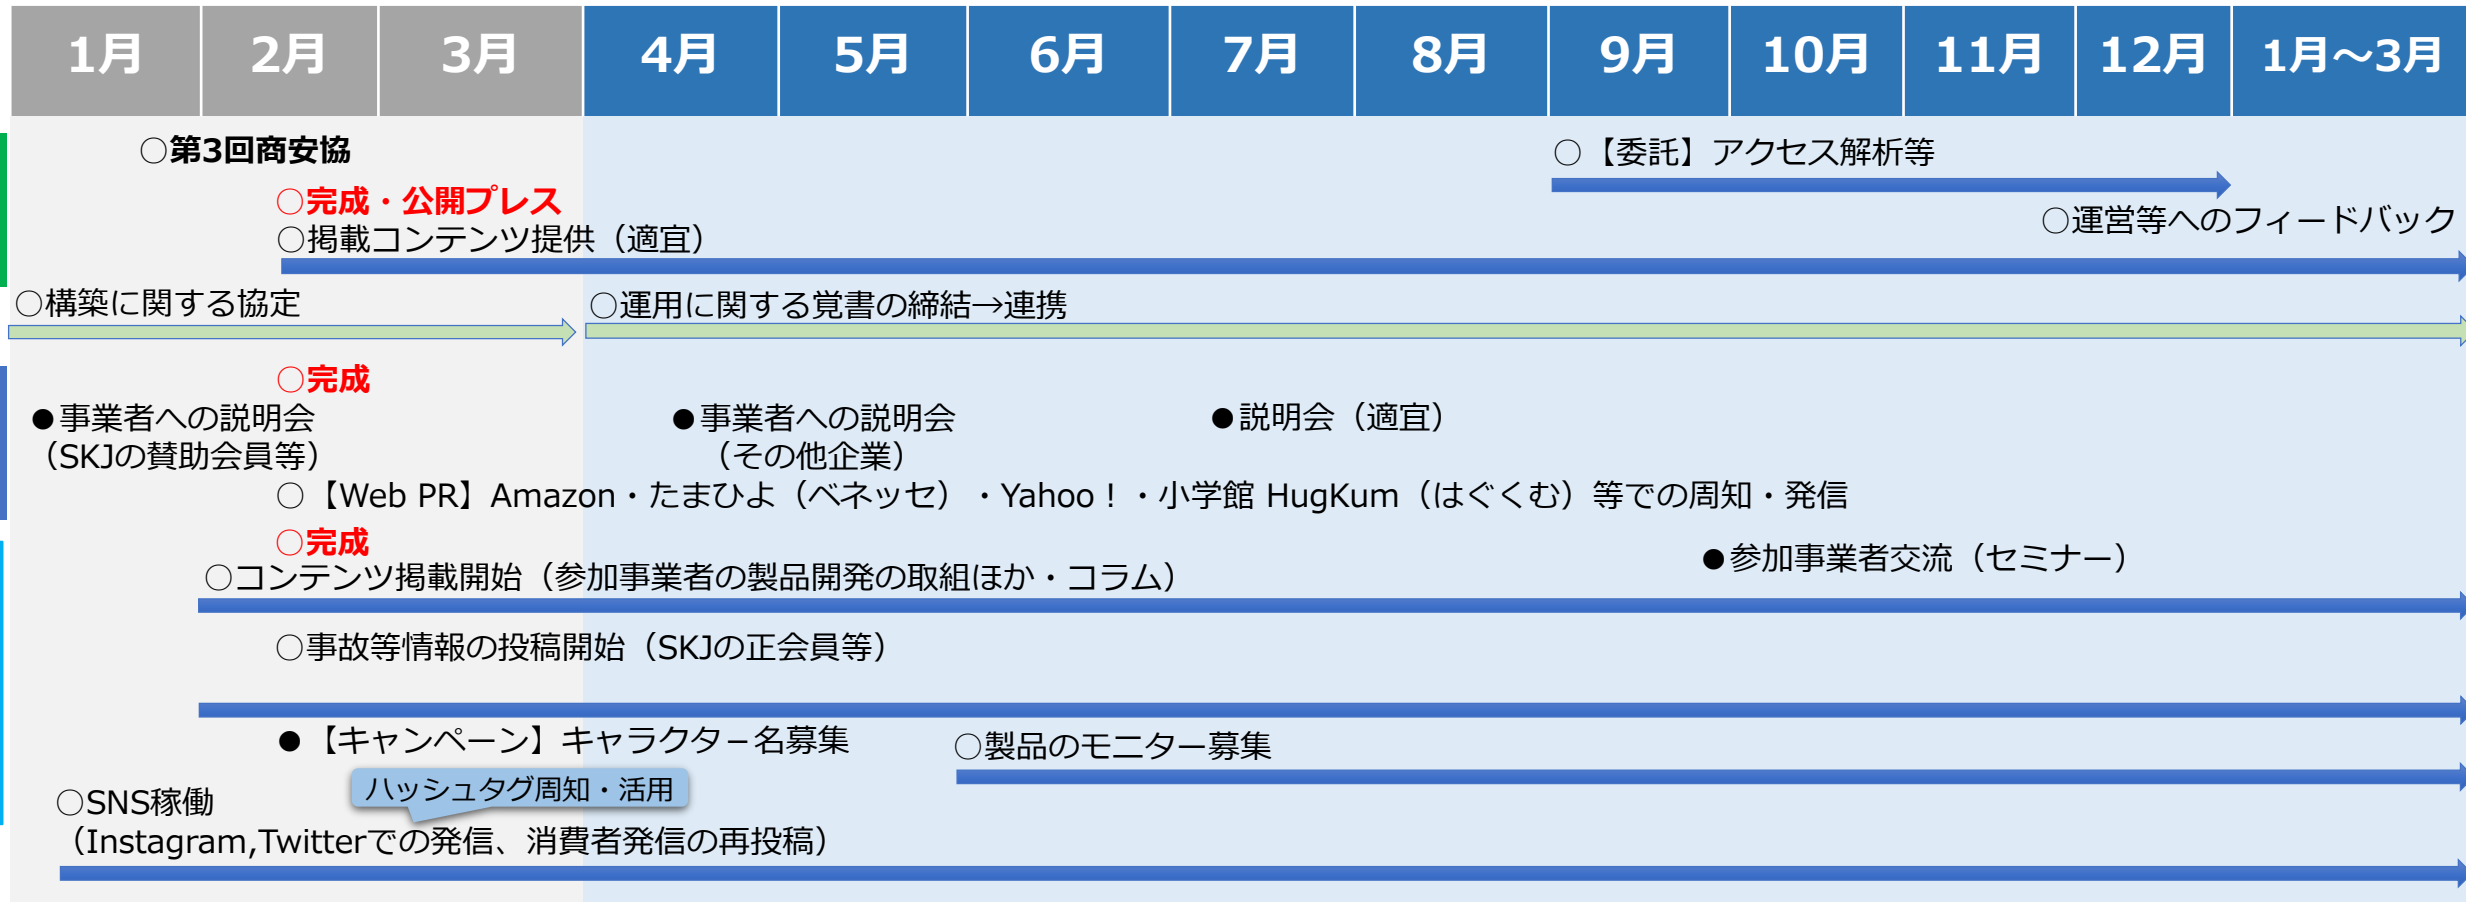 1月 2月 3月 4月 5月 6月 7月 8月 9月 10月 11月 12月 1月～3月
○第3回商安協
○【委託】アクセス解析等
○完成・公開プレス
○運営等へのフィードバック
○掲載コンテンツ提供（適宜）
○構築に関する協定
○運用に関する覚書の締結→連携
○完成
●事業者への説明会
（SKJの賛助会員等）
●事業者への説明会
（その他企業）
●説明会（適宜）
○【Web PR】Amazon・たまひよ（ベネッセ）・Yahoo！・小学館 HugKum（はぐくむ）等での周知・発信
○完成
●参加事業者交流（セミナー）
○コンテンツ掲載開始（参加事業者の製品開発の取組ほか・コラム）
○事故等情報の投稿開始（SKJの正会員等）
●【キャンペーン】キャラクタ－名募集
○製品のモニター募集
ハッシュタグ周知・活用
○SNS稼働
（Instagram,Twitterでの発信、消費者発信の再投稿）